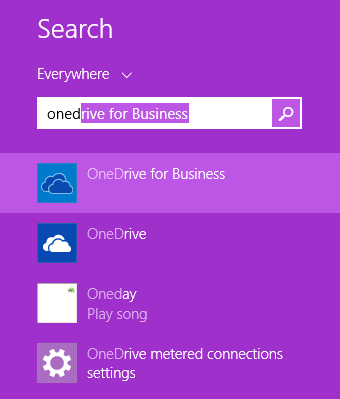 Search
Everywhere
onedrive for Business
OneDrive for Business
OneDrive
Oneday
Play song
OneDrive metered connections
settings